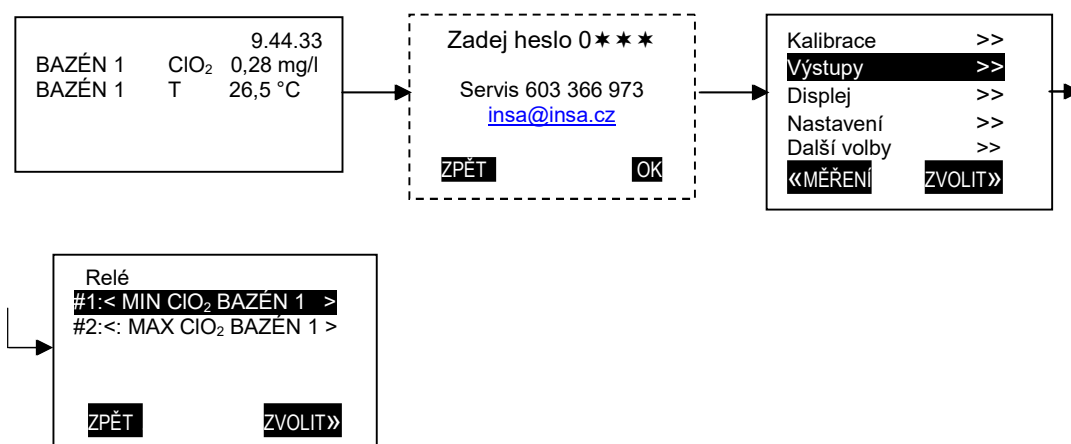 9.44.33
BAZÉN 1 ClO₂ 0,28 mg/l
BAZÉN 1 T 26,5 °C
Zadej heslo 0✶✶✶
Servis 603 366 973
insa@insa.cz
ZPĚT OK
Kalibrace >>
Výstupy >>
Displej >>
Nastavení >>
Další volby >>
«MĚŘENÍ ZVOLIT»
Relé
#1:< MIN ClO₂ BAZÉN 1 >
#2:<: MAX ClO₂ BAZÉN 1 >
ZPĚT ZVOLIT»